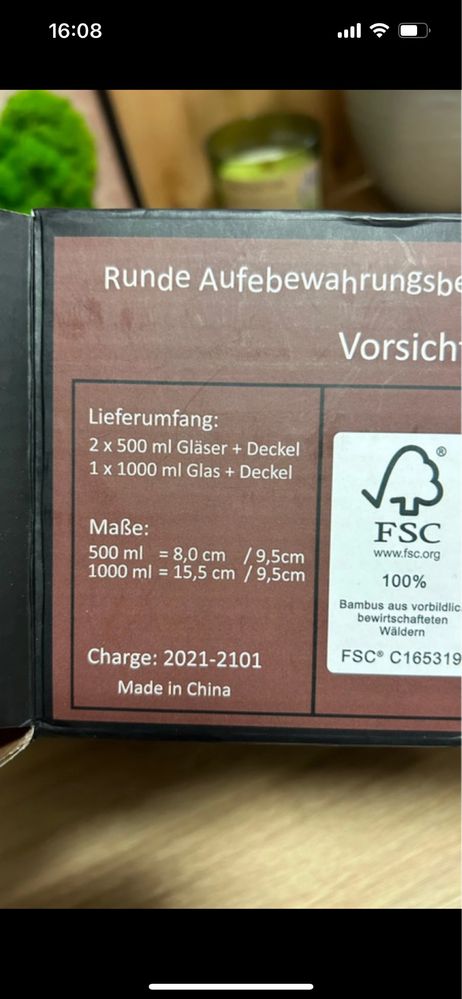 16:08
Runde Aufebewahrungsbe
Vorsich
Lieferumfang:
2 x 500 ml Gläser + Deckel
1 x 1000 ml Glas + Deckel
Maße:
500 ml = 8,0 cm / 9,5cm
1000 ml = 15,5 cm / 9,5cm
Charge: 2021-2101
Made in China
®
FSC
www.fsc.org
100%
Bambus aus vorbildlic
bewirtschafteten
Wäldern
FSC® C165319